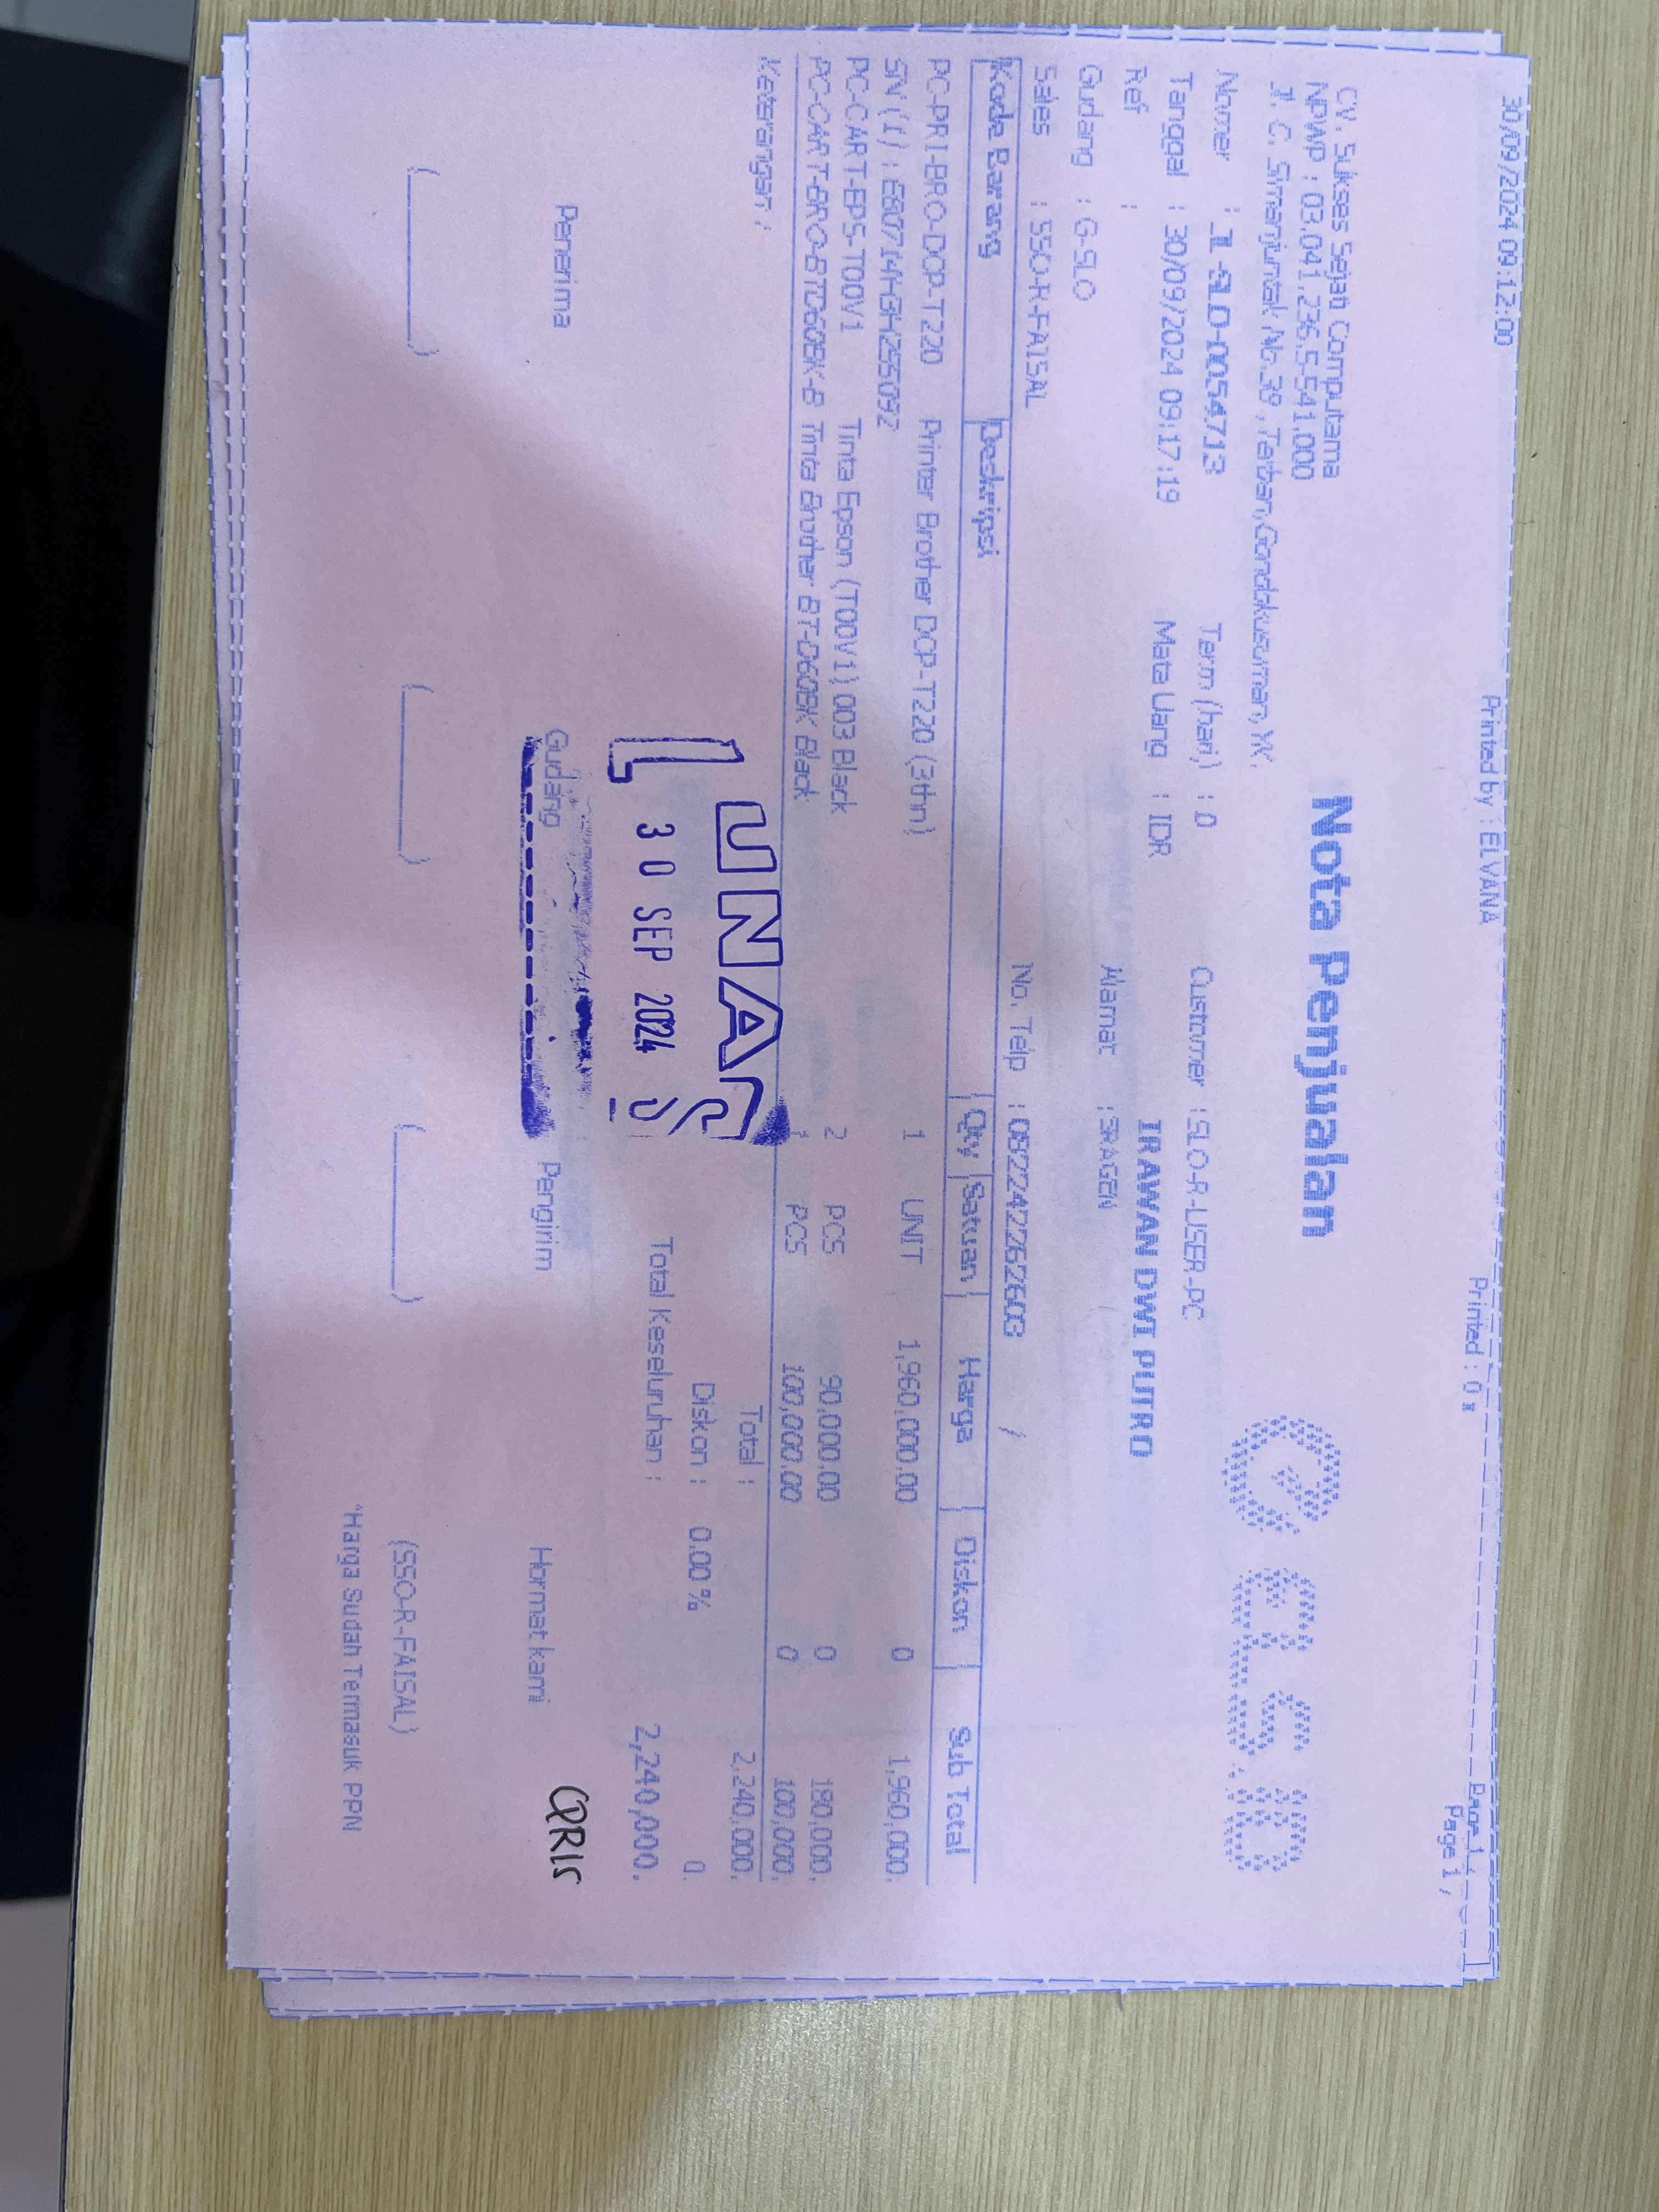 30/09/2024 09:12:00 Printed by : ELVANA Printed : 0 x Page 1 /
Page 1 /
CV. Sukses Sejati Computama
NPWP : 03.041.236.5-541.000
Jl. C. Simanjuntak No.39 , Terban, Gondokusuman, YK.
Nota Penjualan
Nomer : 1-SLO-0054713 Term (hari) : 0 Customer : SLO-R-USER-PC
Tanggal : 30/09/2024 09:17:19 Mata Uang : IDR IRAWAN DWI PUTRO
Ref : Alamat : SRAGEN
Gudang : G-SLO
Sales : SSO-R-FAISAL No. Telp : 082242262603 /
Kode Barang Deskripsi Qty Satuan Harga Diskon Sub Total
PC-PRI-BRO-DCP-T220 Printer Brother DCP-T220 (3thn) 1 UNIT 1,960,000.00 0 1,960,000.
SN (1) : E80714H3H255092
PC-CART-EPS-T00V1 Tinta Epson (T00V1) 003 Black 2 PCS 90,000.00 0 180,000.
PC-CART-BRO-BTD60BK-B Tinta Brother BT-D60BK Black 1 PCS 100,000.00 0 100,000.
Keterangan : Total : 2,240,000.
Diskon : 0.00 % 0.
Total Keseluruhan : 2,240,000.
LUNAS
30 SEP 2024
QRIS
Penerima Gudang Pengirim Hormat kami
( ) ( ) ( ) (SSO-R-FAISAL)
*Harga Sudah Termasuk PPN